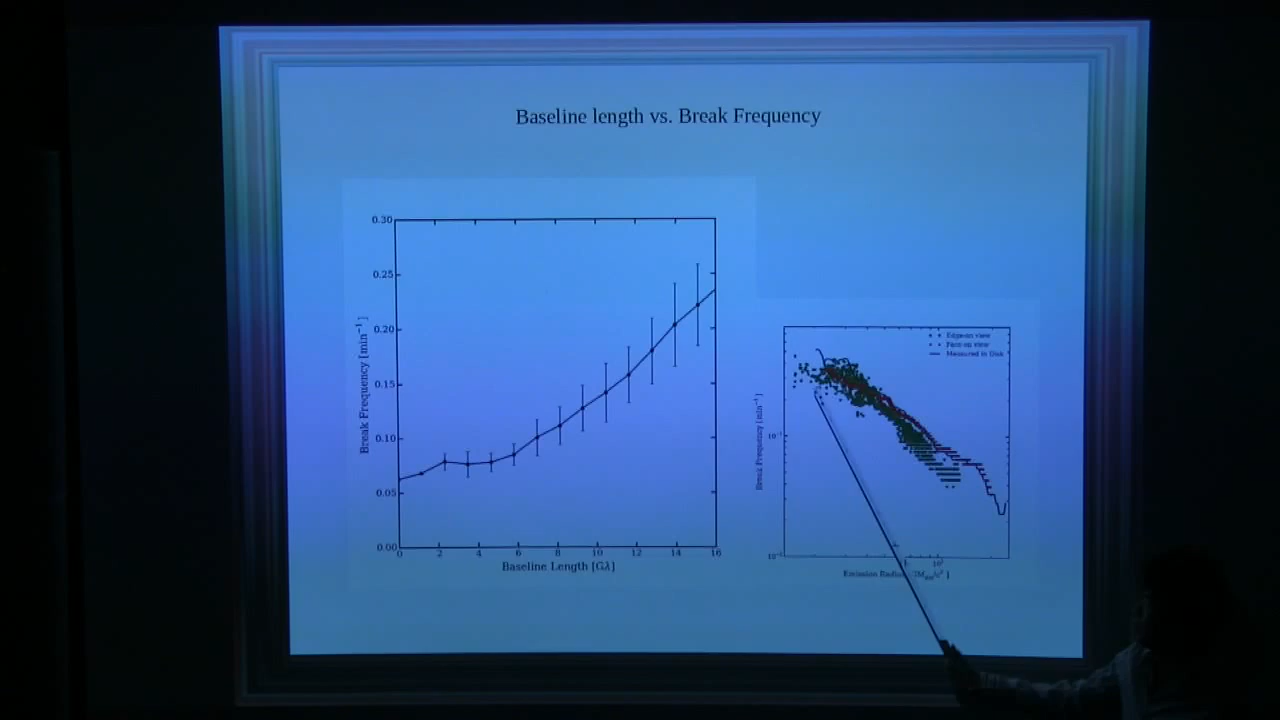 Baseline length vs. Break Frequency
0.30
0.25
0.20
0.15
0.10
0.05
0.00
Break Frequency [min⁻¹]
0 2 4 6 8 10 12 14 16
Baseline Length [Gλ]
Edge-on view
Face-on view
Measured in Disk
Break Frequency [min⁻¹]
10⁻¹
Emission Radius